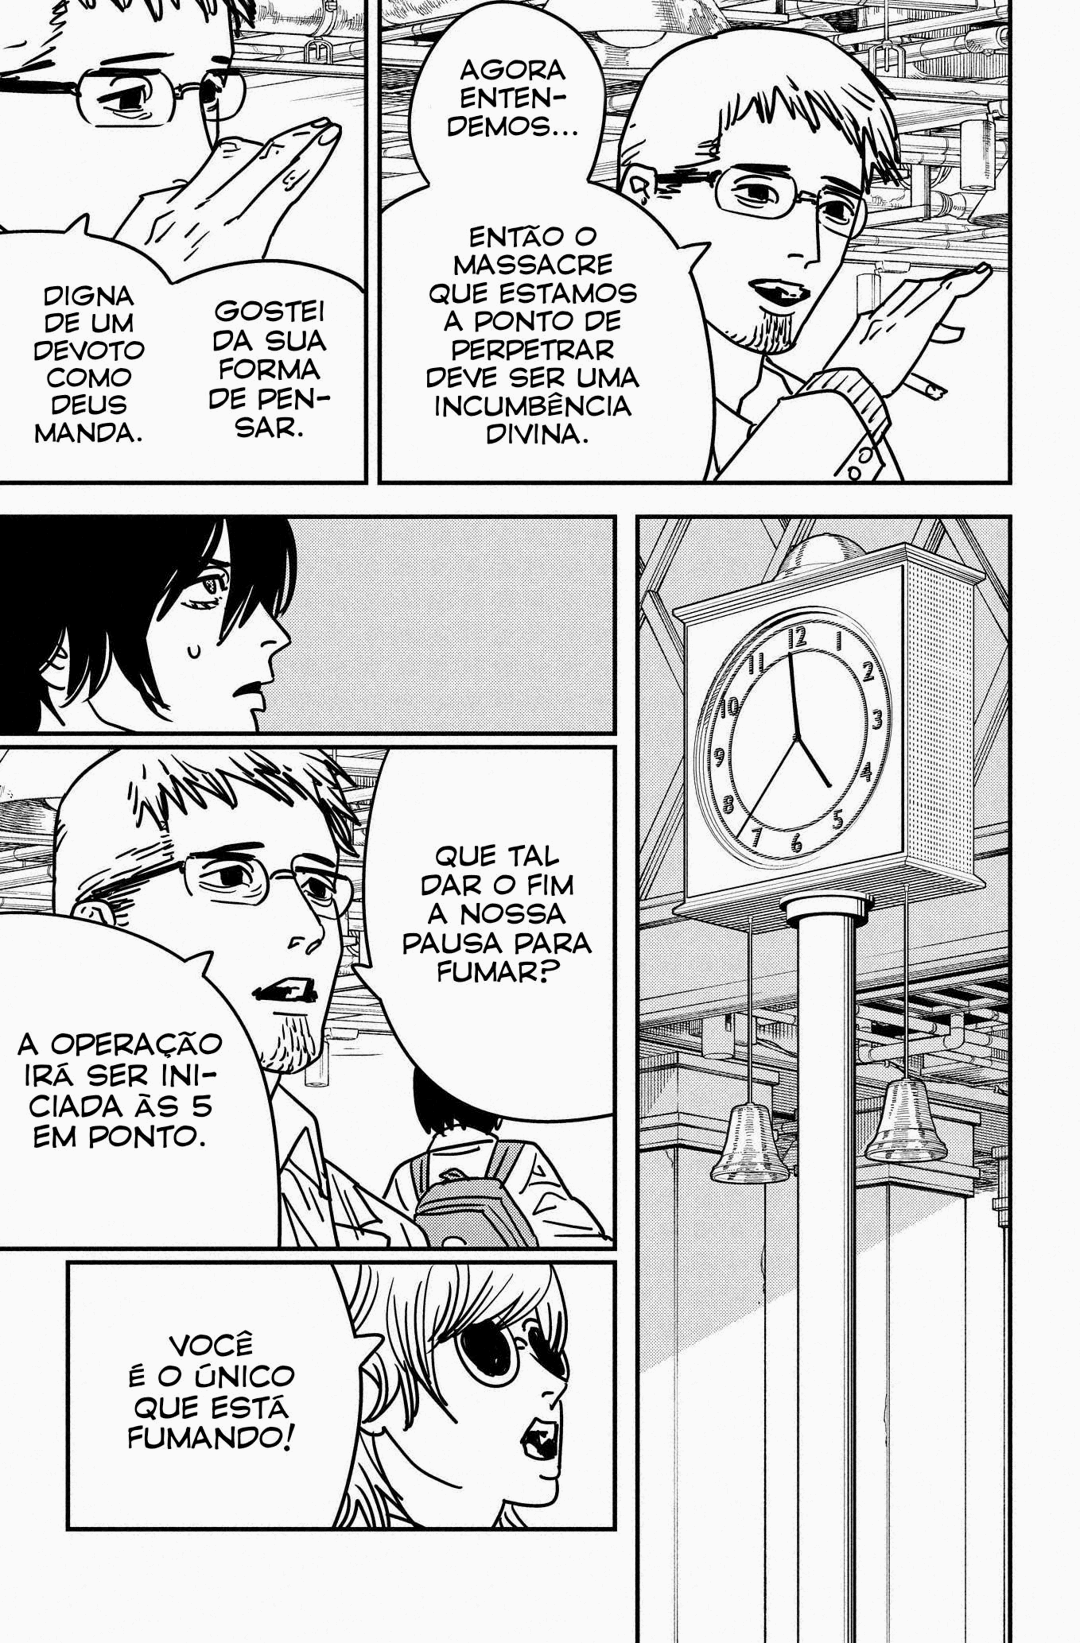 AGORA
ENTEN-
DEMOS...
ENTÃO O
MASSACRE
QUE ESTAMOS
A PONTO DE
PERPETRAR
DEVE SER UMA
INCUMBÊNCIA
DIVINA.
GOSTEI
DA SUA
FORMA
DE PEN-
SAR.
DIGNA
DE UM
DEVOTO
COMO
DEUS
MANDA.
12
1
2
3
4
5
6
7
8
9
10
11
QUE TAL
DAR O FIM
A NOSSA
PAUSA PARA
FUMAR?
A OPERAÇÃO
IRÁ SER INI-
CIADA ÀS 5
EM PONTO.
VOCÊ
É O ÚNICO
QUE ESTÁ
FUMANDO!